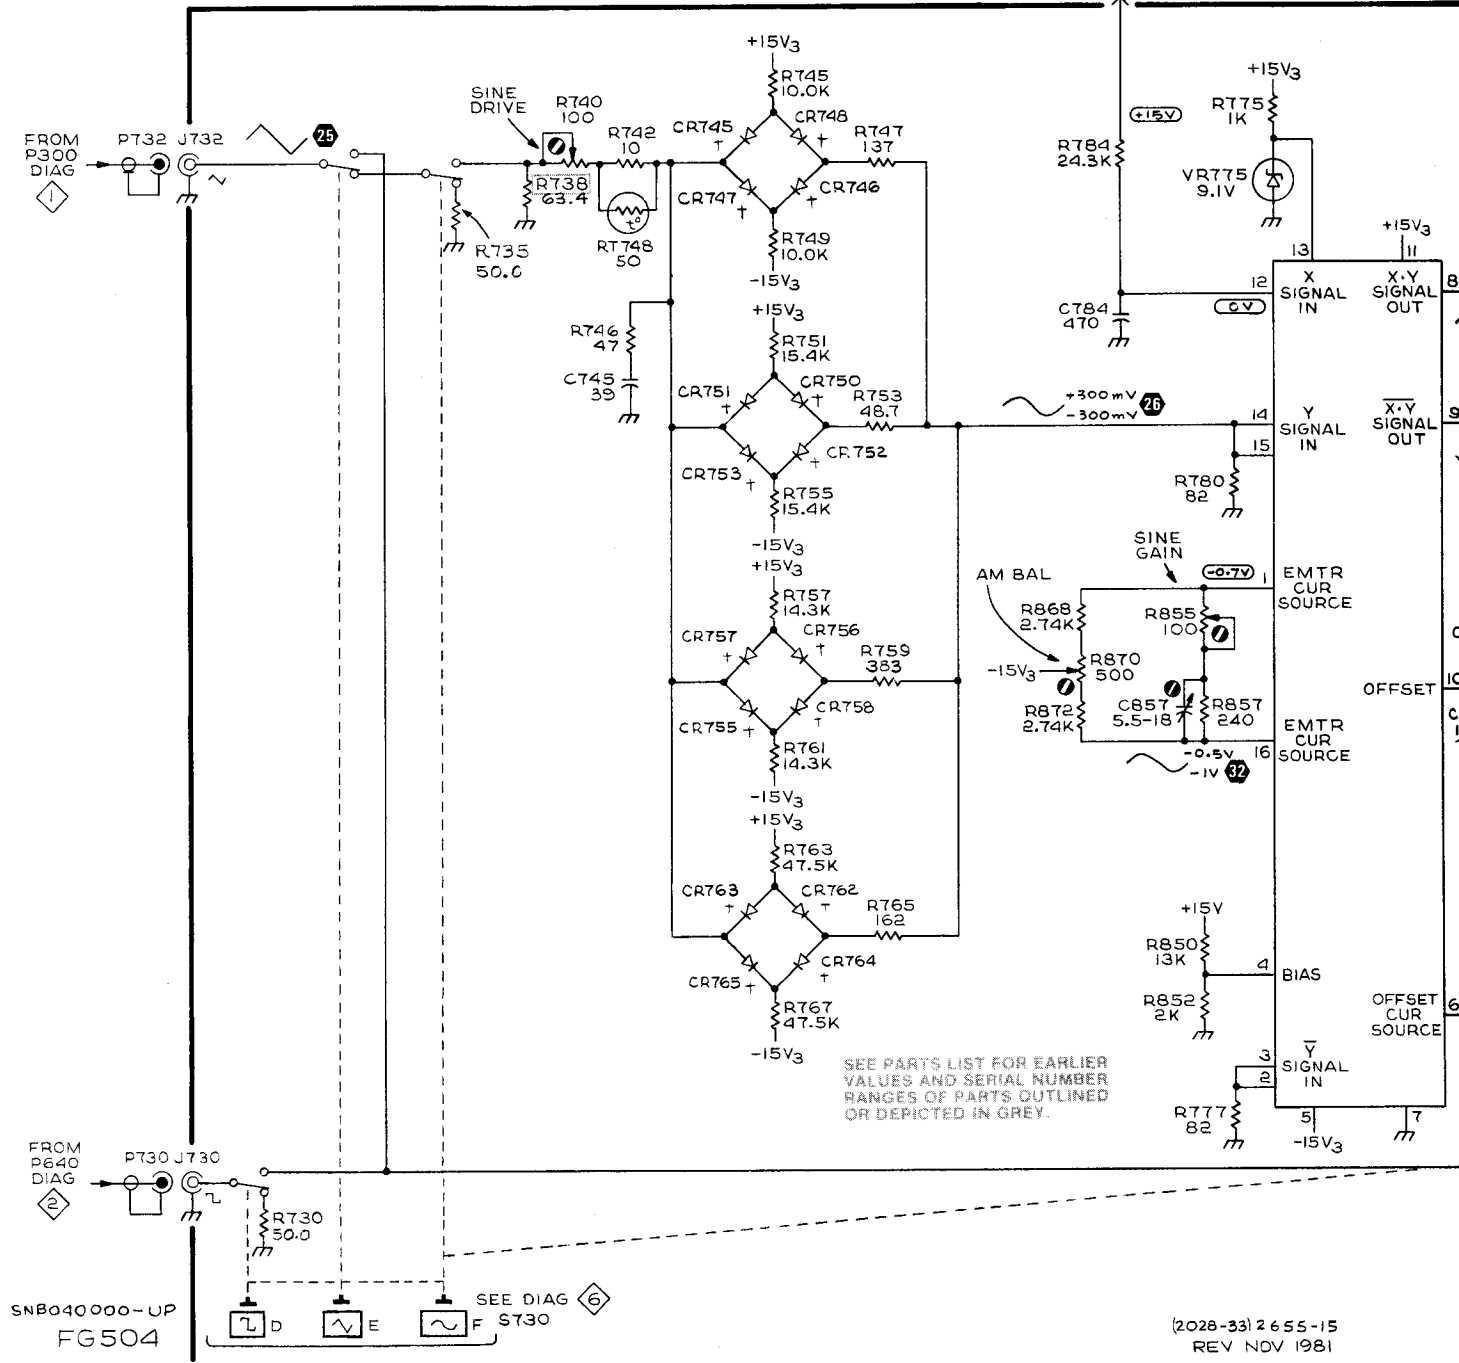 FROM
P300
DIAG
1
P732 J732
25
SINE
DRIVE
R740
100
R742
10
R738
63.4
R735
50.0
t°
RT748
50
+15V3
R745
10.0K
CR745
†
CR748
†
CR747
†
CR746
†
R747
137
R749
10.0K
-15V3
R746
47
C745
39
+15V3
R751
15.4K
CR751
†
CR750
†
CR753
†
CR752
†
R753
48.7
R755
15.4K
-15V3
+15V3
R757
14.3K
CR757
†
CR756
†
CR755
†
CR758
†
R759
383
R761
14.3K
-15V3
+15V3
R763
47.5K
CR763
†
CR762
†
CR765
†
CR764
†
R765
162
R767
47.5K
-15V3
+15V
R784
24.3K
C784
470
+15V3
R775
1K
VR775
9.1V
13
+15V3
11
12
0V
X
SIGNAL
IN
X·Y
SIGNAL
OUT
8
+300mV
-300mV
26
14
15
Y
SIGNAL
IN
X·Y
SIGNAL
OUT
9
R780
82
SINE
GAIN
AM BAL
-0.7V
1
EMTR
CUR
SOURCE
R868
2.74K
R855
100
-15V3
R870
500
R872
2.74K
C857
5.5-18
R857
240
OFFSET
10
-0.5V
-1V
32
16
EMTR
CUR
SOURCE
+15V
R850
13K
4
BIAS
R852
2K
OFFSET
CUR
SOURCE
6
3
2
Y
SIGNAL
IN
R777
82
5
-15V3
7
SEE PARTS LIST FOR EARLIER
VALUES AND SERIAL NUMBER
RANGES OF PARTS OUTLINED
OR DEPICTED IN GREY.
FROM
P640
DIAG
2
P730 J730
R730
50.0
D
E
F
SEE DIAG 6
S730
SNB040000-UP
FG504
(2028-33) 2655-15
REV NOV 1981